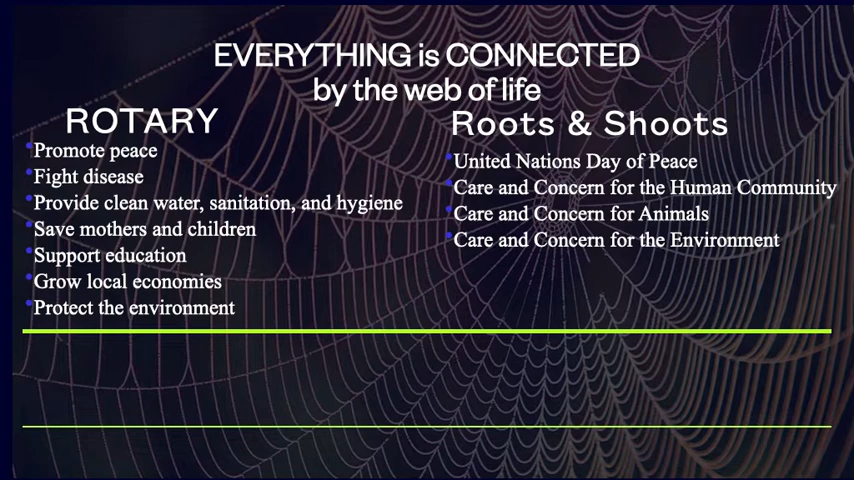 EVERYTHING is CONNECTED
by the web of life
ROTARY
•Promote peace
•Fight disease
•Provide clean water, sanitation, and hygiene
•Save mothers and children
•Support education
•Grow local economies
•Protect the environment
Roots & Shoots
•United Nations Day of Peace
•Care and Concern for the Human Community
•Care and Concern for Animals
•Care and Concern for the Environment